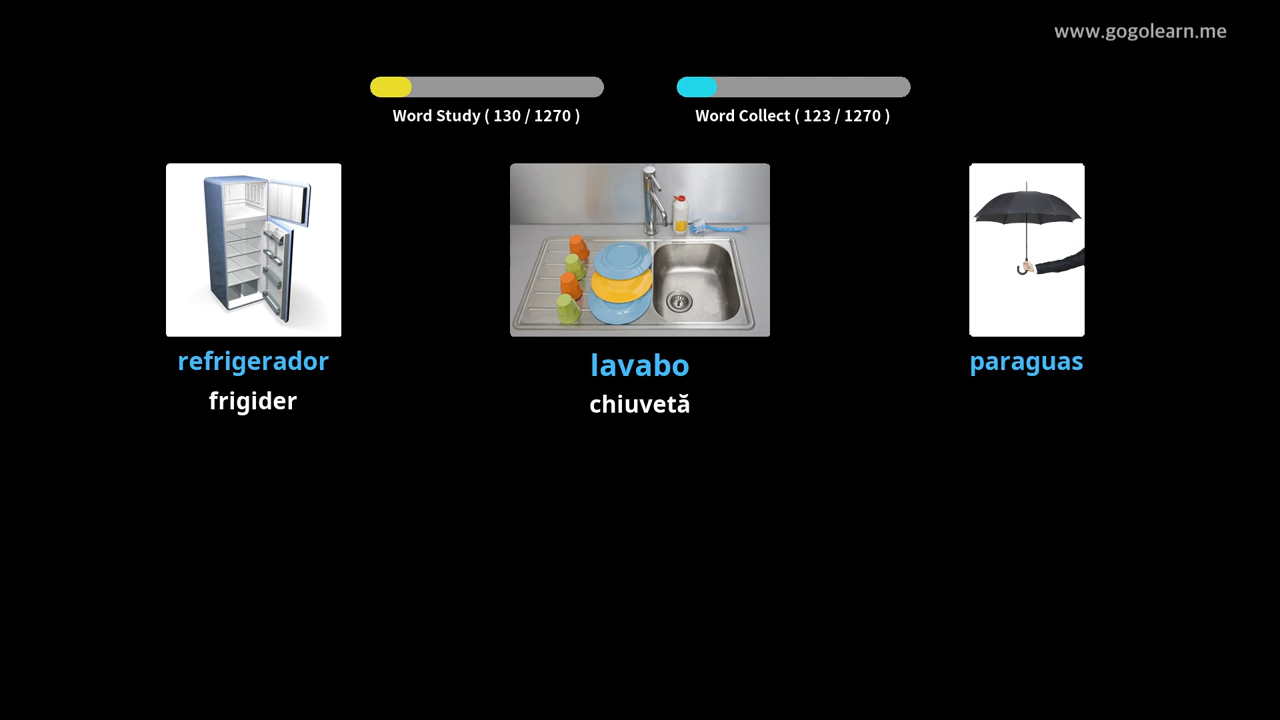 www.gogolearn.me
Word Study ( 130 / 1270 )
Word Collect ( 123 / 1270 )
refrigerador
frigider
lavabo
chiuvetă
paraguas